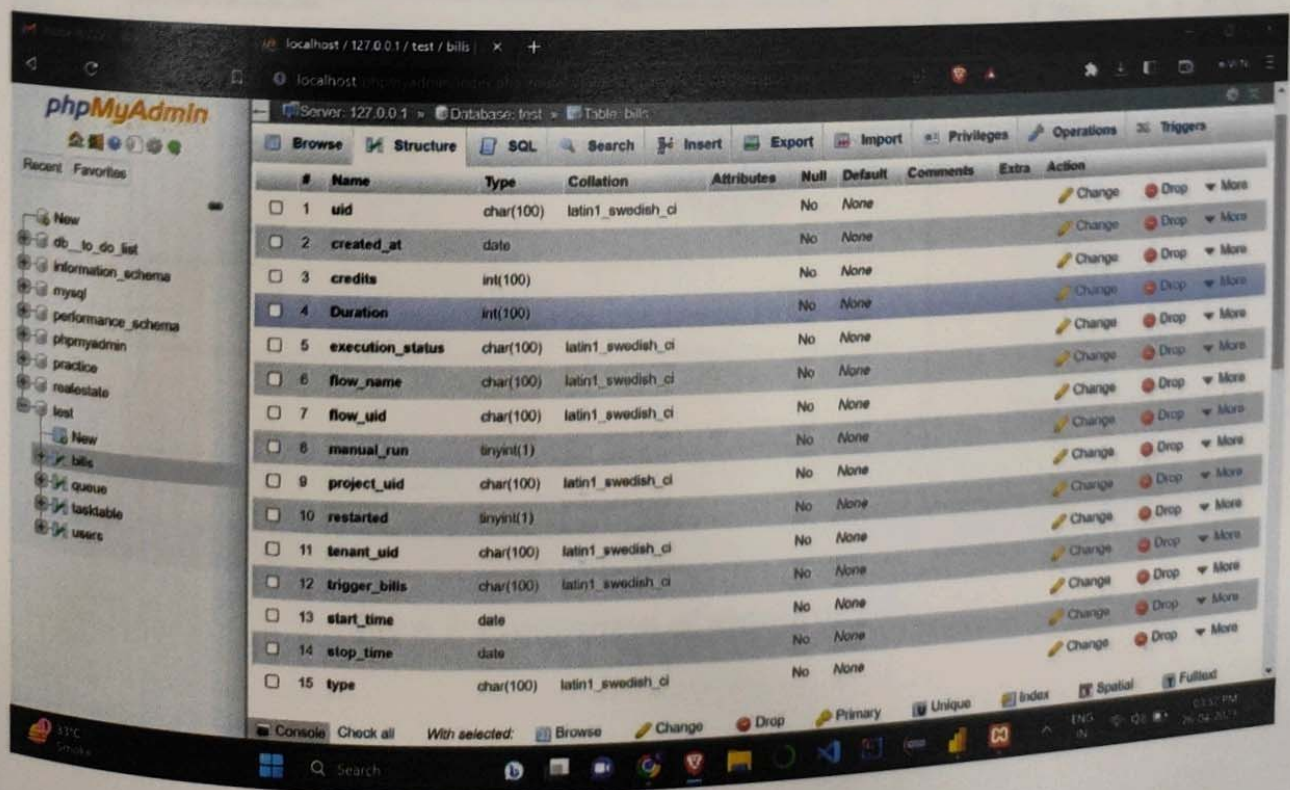 localhost / 127.0.0.1 / test / bills × +
localhost
phpMyAdmin
Recent Favorites
New
db__to_do_list
information_schema
mysql
performance_schema
phpmyadmin
practice
realestate
test
New
bills
queue
tasktable
users
Server: 127.0.0.1 » Database: test » Table: bills
Browse Structure SQL Search Insert Export Import Privileges Operations Triggers
# Name Type Collation Attributes Null Default Comments Extra Action
1 uid char(100) latin1_swedish_ci No None Change Drop More
2 created_at date No None Change Drop More
3 credits int(100) No None Change Drop More
4 Duration int(100) No None Change Drop More
5 execution_status char(100) latin1_swedish_ci No None Change Drop More
6 flow_name char(100) latin1_swedish_ci No None Change Drop More
7 flow_uid char(100) latin1_swedish_ci No None Change Drop More
8 manual_run tinyint(1) No None Change Drop More
9 project_uid char(100) latin1_swedish_ci No None Change Drop More
10 restarted tinyint(1) No None Change Drop More
11 tenant_uid char(100) latin1_swedish_ci No None Change Drop More
12 trigger_bills char(100) latin1_swedish_ci No None Change Drop More
13 start_time date No None Change Drop More
14 stop_time date No None Change Drop More
15 type char(100) latin1_swedish_ci No None Change Drop More
Console Check all With selected: Browse Change Drop Primary Unique Index Spatial Fulltext
33°C
Smoke
Search
ENG
IN
03:57 PM